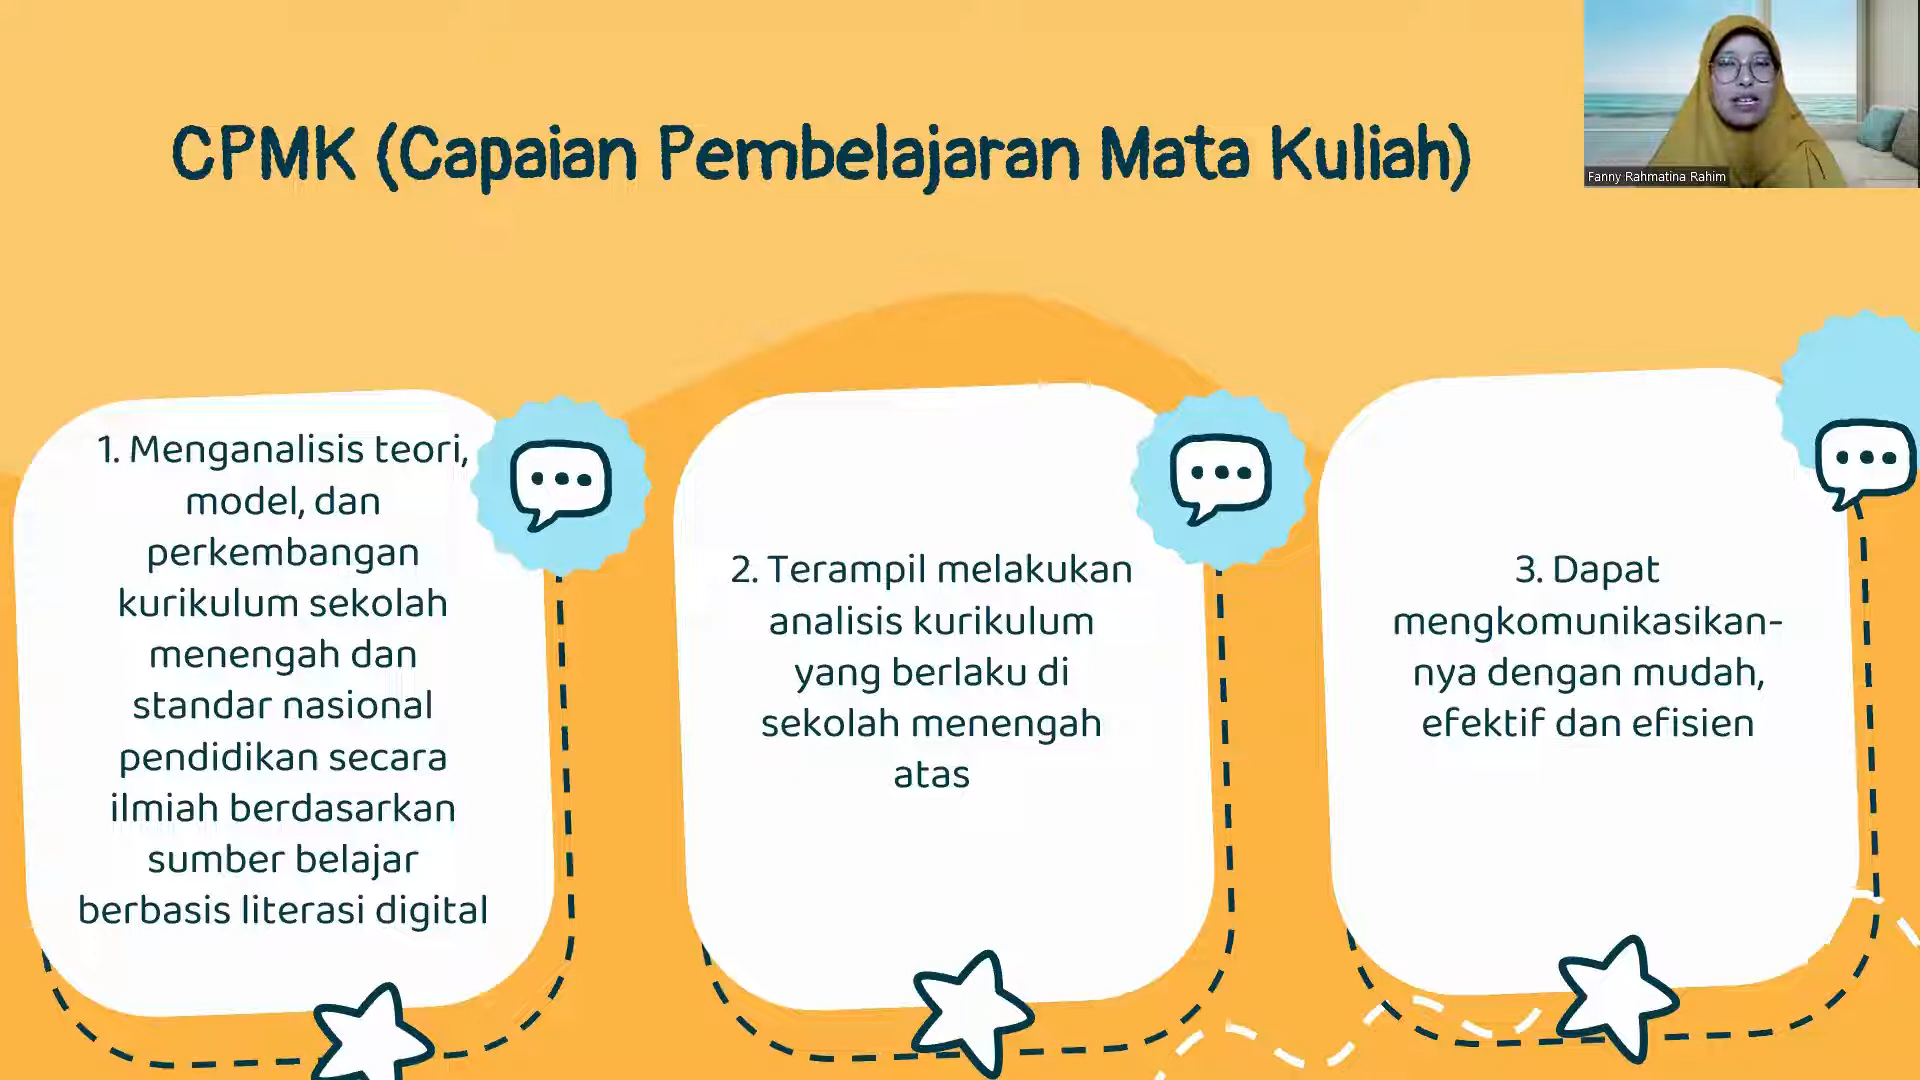 CPMK (Capaian Pembelajaran Mata Kuliah)
Fanny Rahmatina Rahim
1. Menganalisis teori,
model, dan
perkembangan
kurikulum sekolah
menengah dan
standar nasional
pendidikan secara
ilmiah berdasarkan
sumber belajar
berbasis literasi digital
2. Terampil melakukan
analisis kurikulum
yang berlaku di
sekolah menengah
atas
3. Dapat
mengkomunikasikan-
nya dengan mudah,
efektif dan efisien